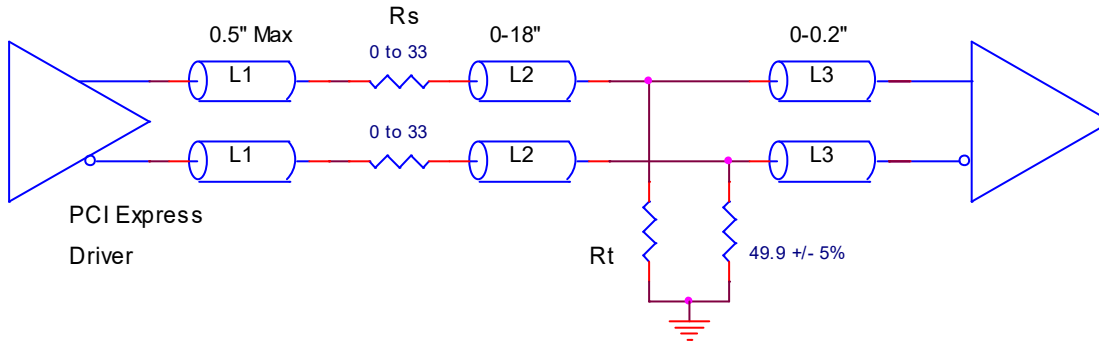 Rs
0.5" Max
0-18"
0-0.2"
0 to 33
L1
L2
L3
0 to 33
L1
L2
L3
PCI Express
Driver
Rt
49.9 +/- 5%